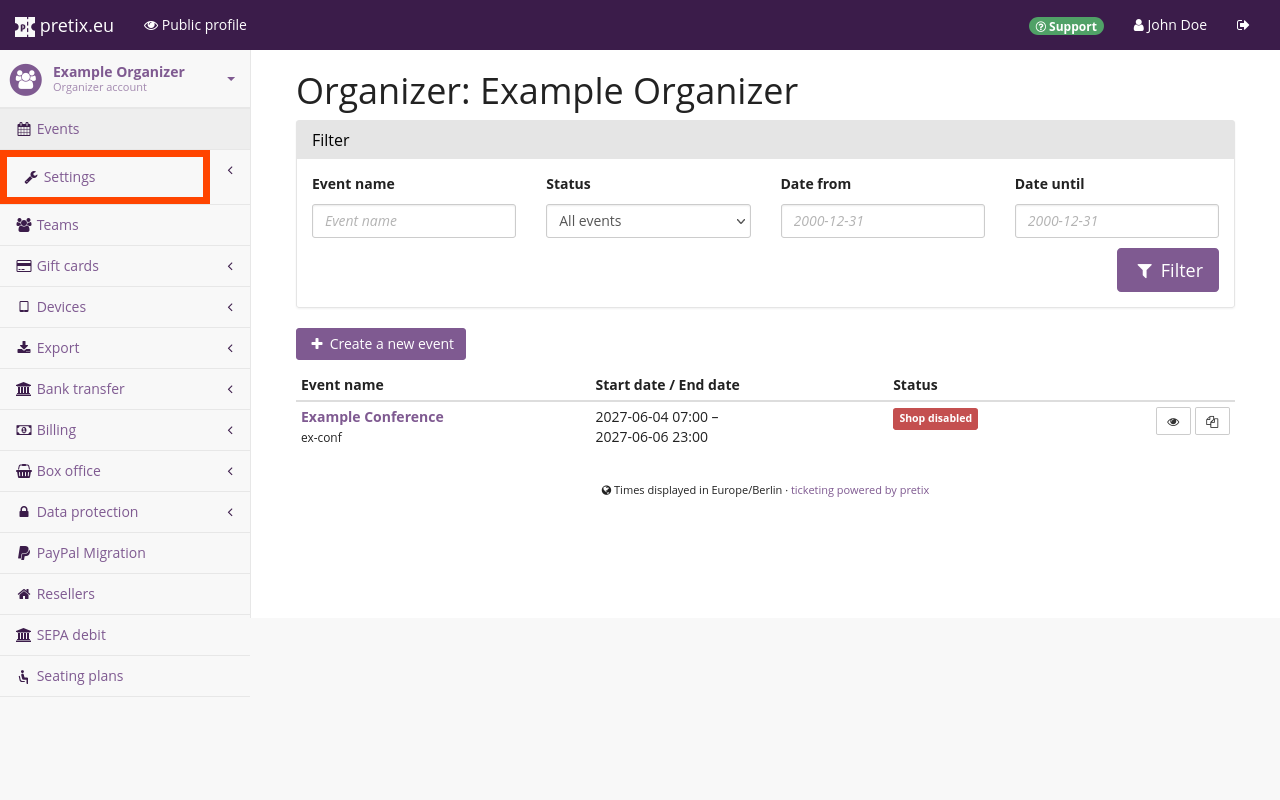 pretix.eu
Public profile
Support
John Doe
Example Organizer
Organizer account
Events
Settings
Teams
Gift cards
Devices
Export
Bank transfer
Billing
Box office
Data protection
PayPal Migration
Resellers
SEPA debit
Seating plans
Organizer: Example Organizer
Filter
Event name Status Date from Date until
Event name All events 2000-12-31 2000-12-31
Filter
Create a new event
Event name Start date / End date Status
Example Conference 2027-06-04 07:00 – Shop disabled
ex-conf 2027-06-06 23:00
Times displayed in Europe/Berlin · ticketing powered by pretix